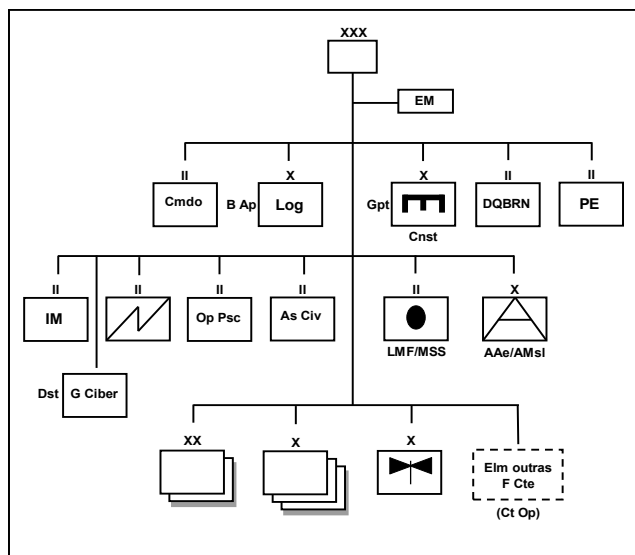 XXX
EM
II
X
X
II
II
Cmdo
B Ap
Log
Gpt
DQBRN
PE
Cnst
II
II
II
II
II
X
IM
Op Psc
As Civ
LMF/MSS
AAe/AMsl
Dst
G Ciber
XX
X
X
Elm outras
F Cte
(Ct Op)